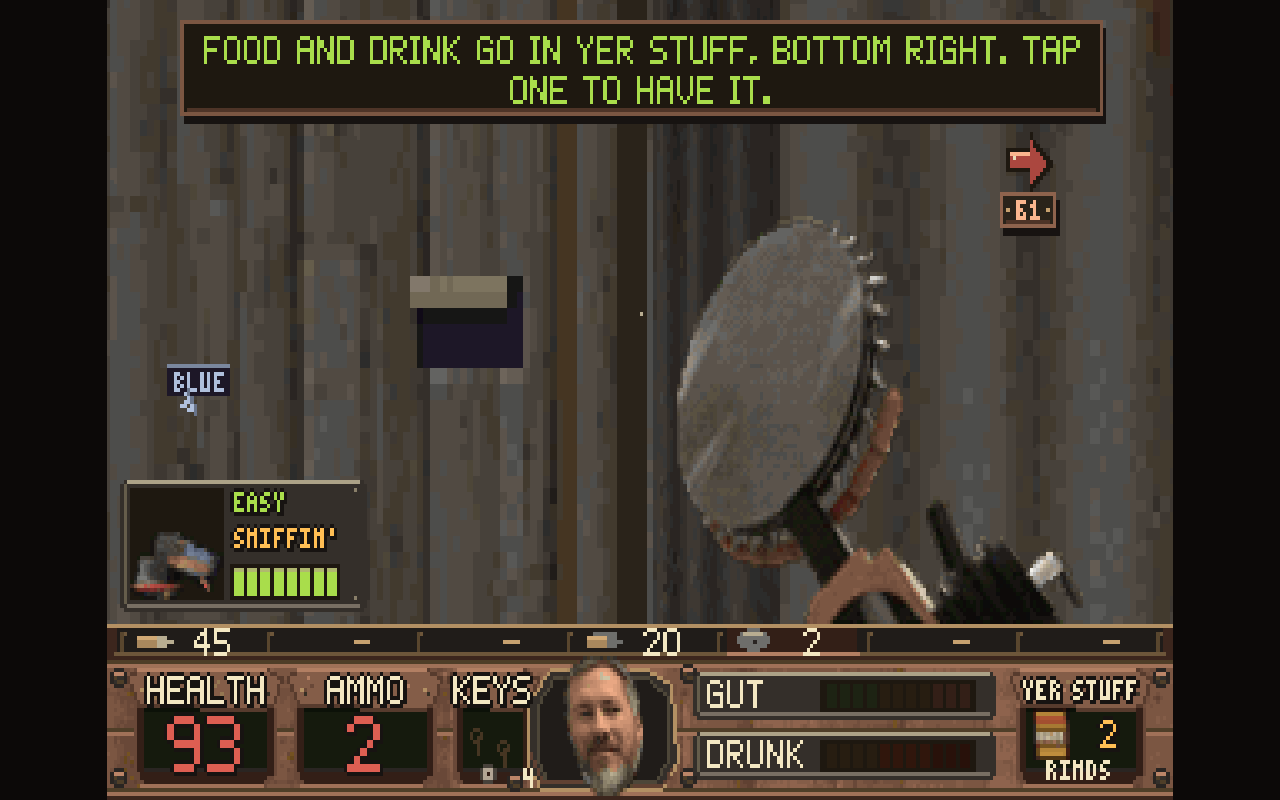 FOOD AND DRINK GO IN YER STUFF, BOTTOM RIGHT. TAP
ONE TO HAVE IT.
·61·
BLUE
EASY
SNIFFIN'
45 – – 20 2 – –
HEALTH AMMO KEYS GUT YER STUFF
93 2 2
DRUNK
-4 RINDS